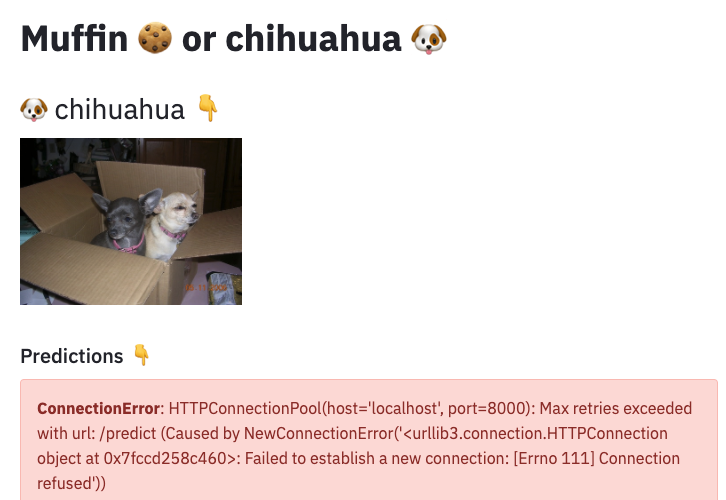 Muffin 🍪 or chihuahua 🐶
🐶 chihuahua 👇
Predictions 👇
ConnectionError: HTTPConnectionPool(host='localhost', port=8000): Max retries exceeded
with url: /predict (Caused by NewConnectionError('<urllib3.connection.HTTPConnection
object at 0x7fccd258c460>: Failed to establish a new connection: [Errno 111] Connection
refused'))